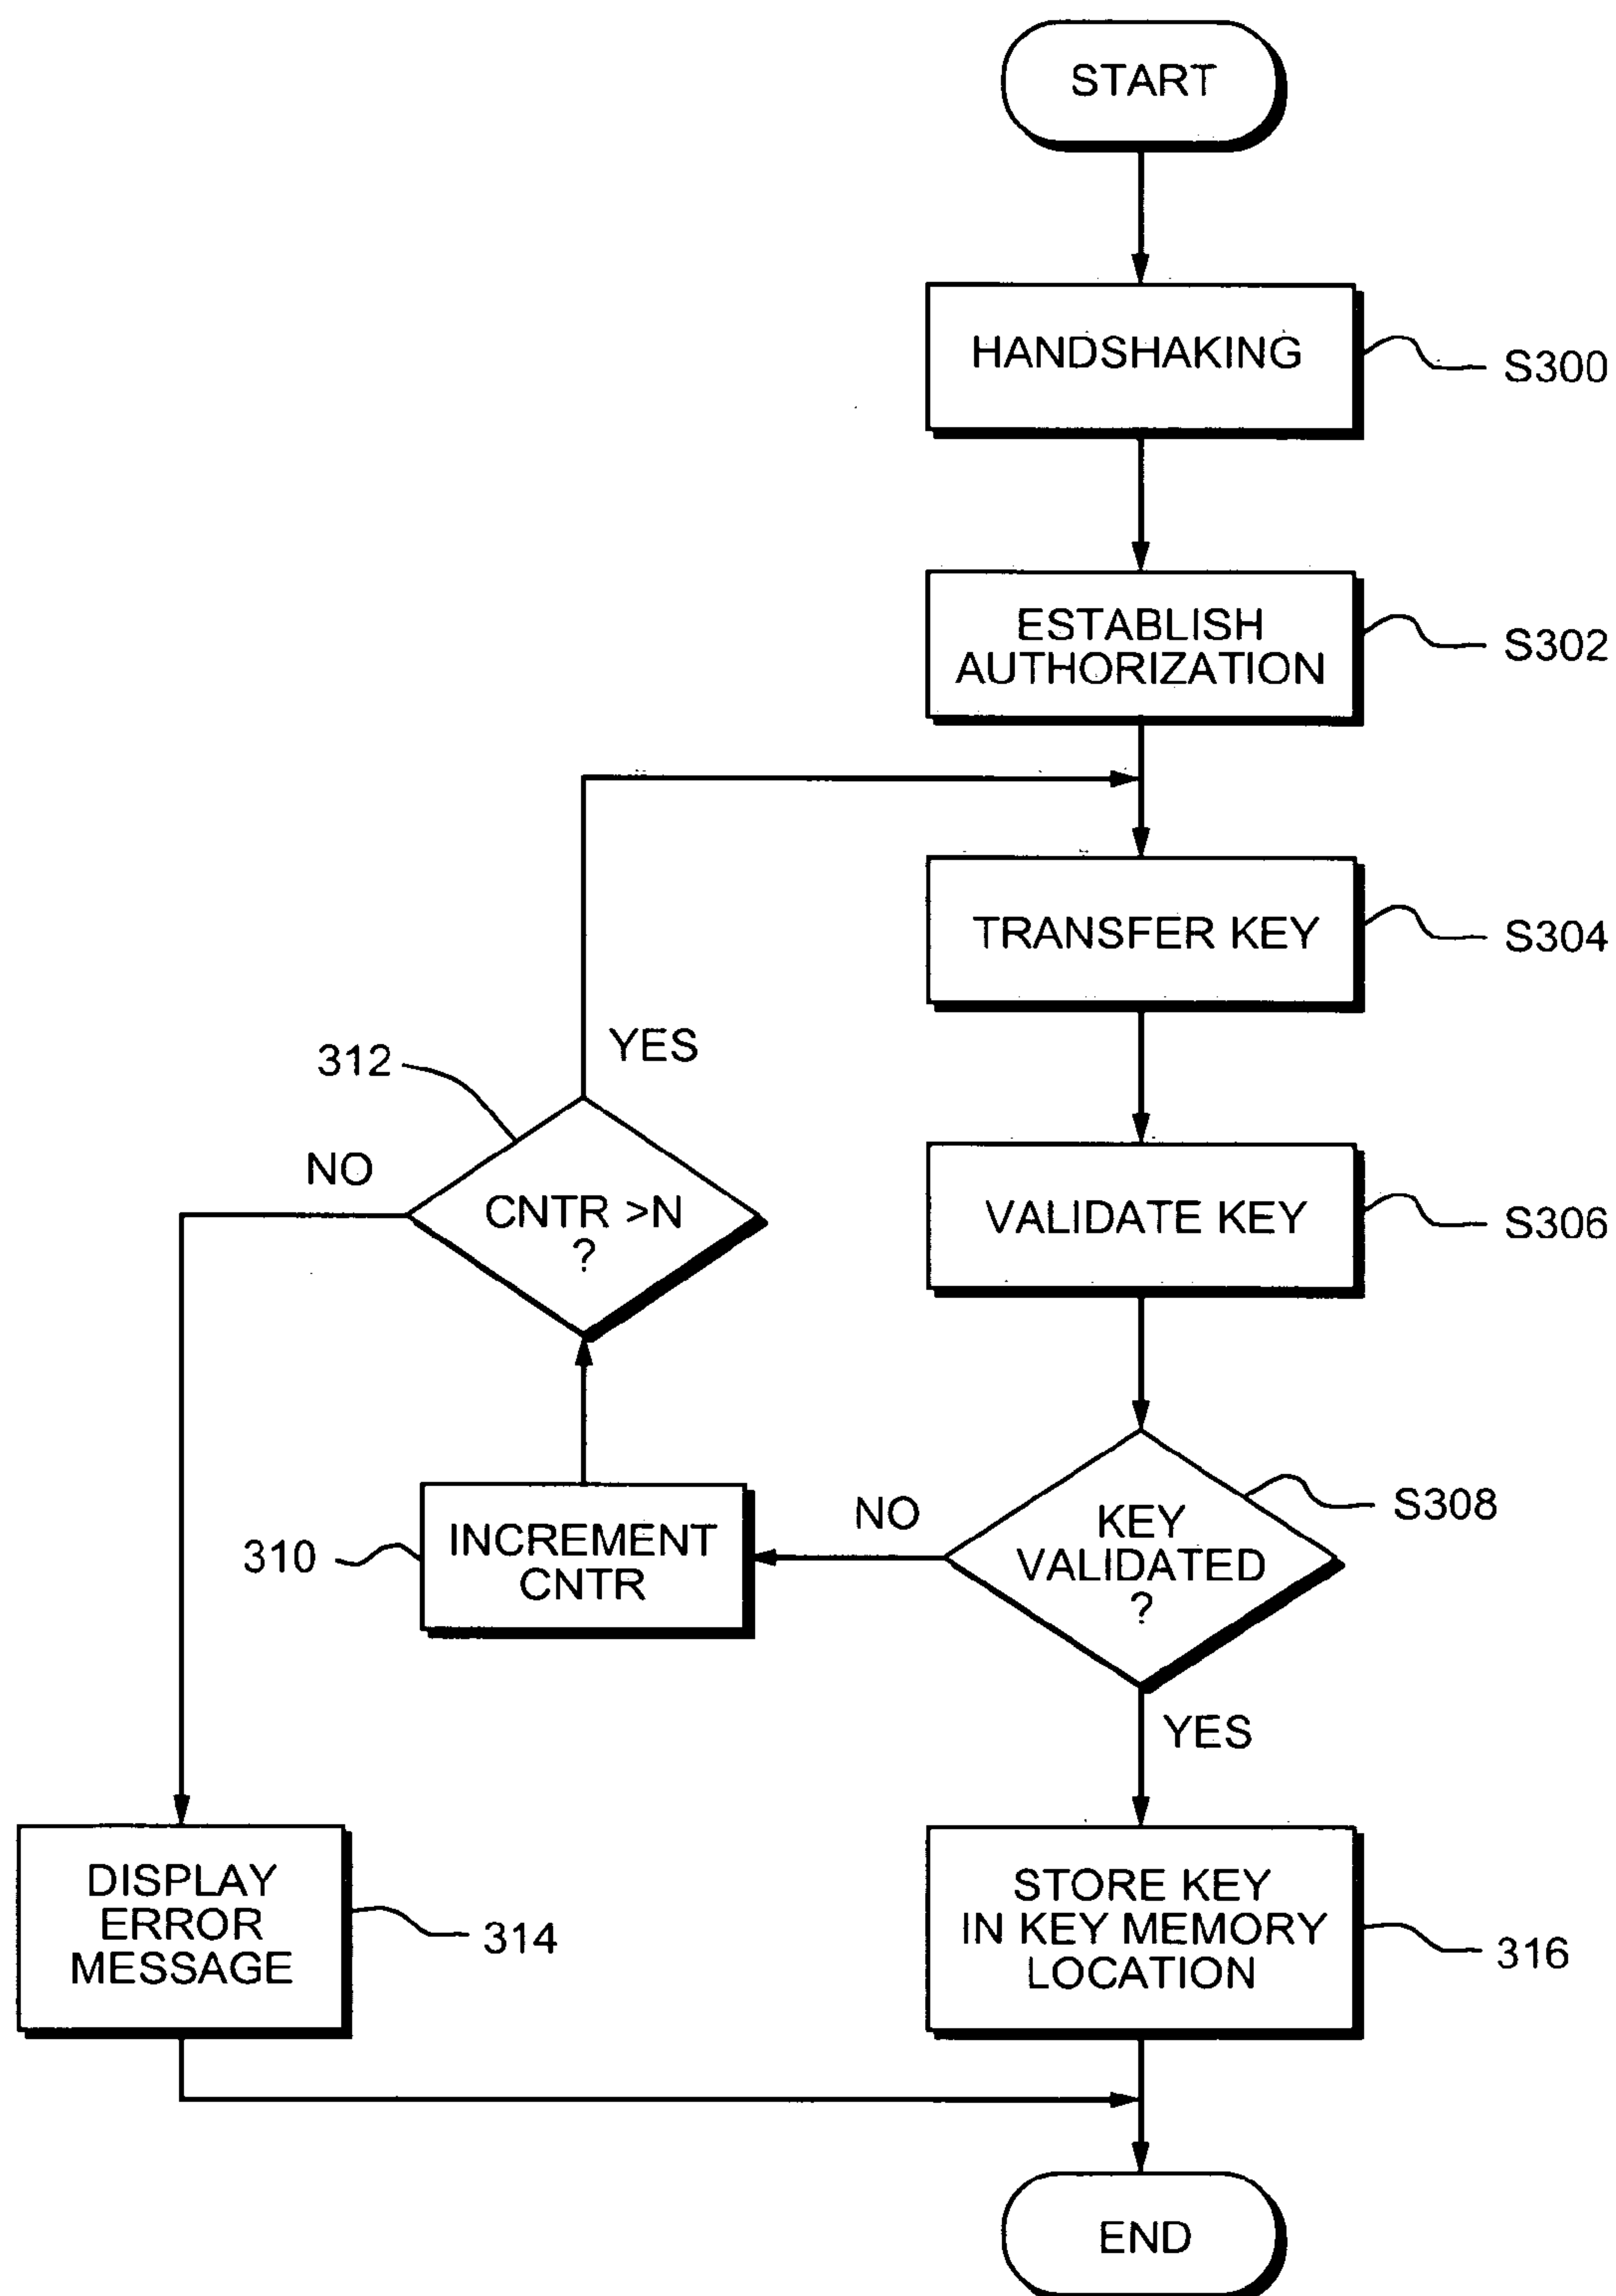 START
HANDSHAKING
S300
ESTABLISH
AUTHORIZATION
S302
TRANSFER KEY
S304
312
YES
NO
CNTR >N
?
VALIDATE KEY
S306
310
INCREMENT
CNTR
NO
KEY
VALIDATED
?
S308
YES
DISPLAY
ERROR
MESSAGE
314
STORE KEY
IN KEY MEMORY
LOCATION
316
END